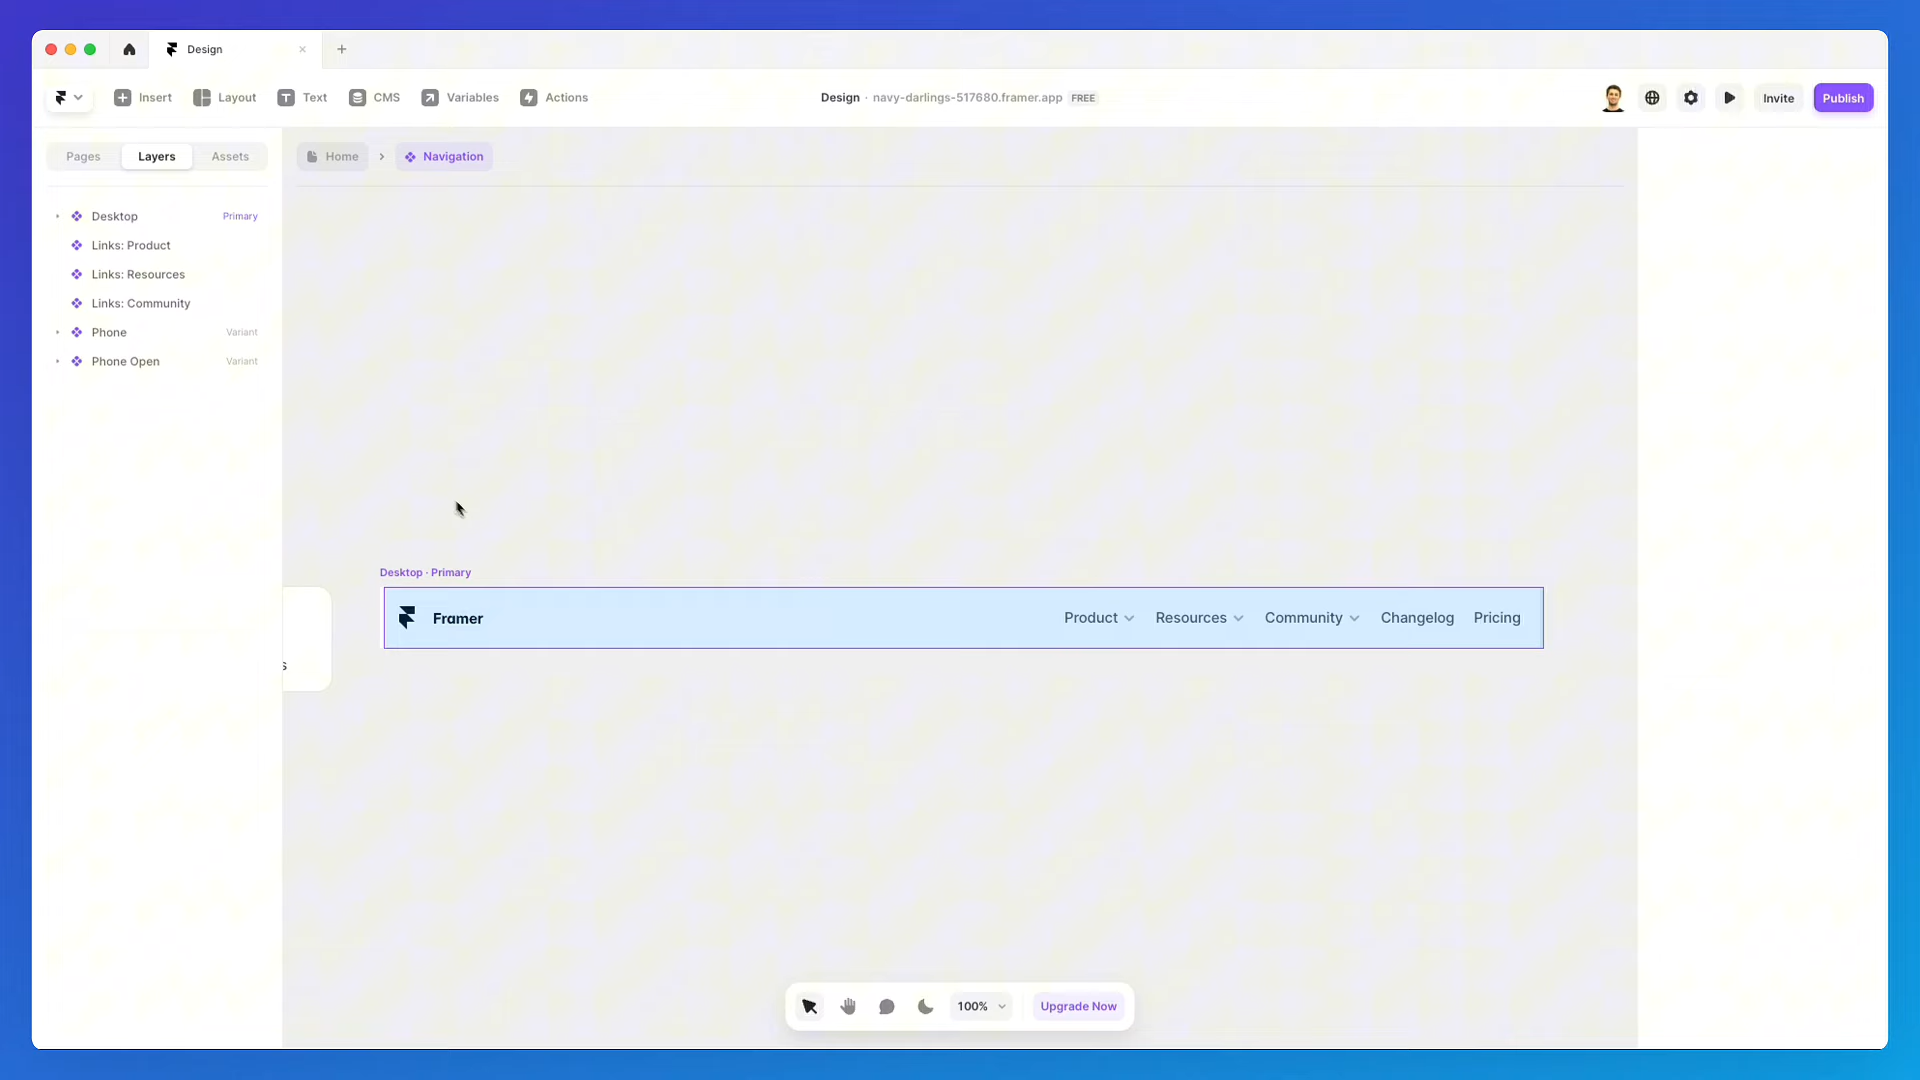 Design
Insert
Layout
Text
CMS
Variables
Actions
Design · navy-darlings-517680.framer.app FREE
Invite
Publish
Pages
Layers
Assets
Home
Navigation
Desktop Primary
Links: Product
Links: Resources
Links: Community
Phone Variant
Phone Open Variant
Desktop · Primary
Framer
Product
Resources
Community
Changelog
Pricing
s
100%
Upgrade Now